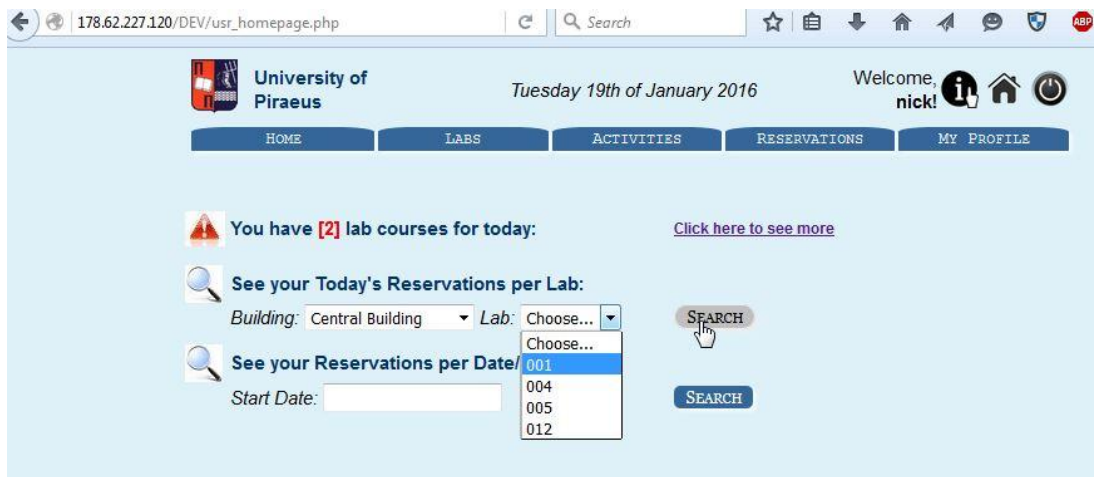 178.62.227.120/DEV/usr_homepage.php
Search
ABP
University of Piraeus
Tuesday 19th of January 2016
Welcome, nick!
HOME LABS ACTIVITIES RESERVATIONS MY PROFILE
You have [2] lab courses for today: Click here to see more
See your Today's Reservations per Lab:
Building: Central Building Lab: Choose... SEARCH
Choose...
See your Reservations per Date/ 001
004
Start Date: SEARCH
005
012